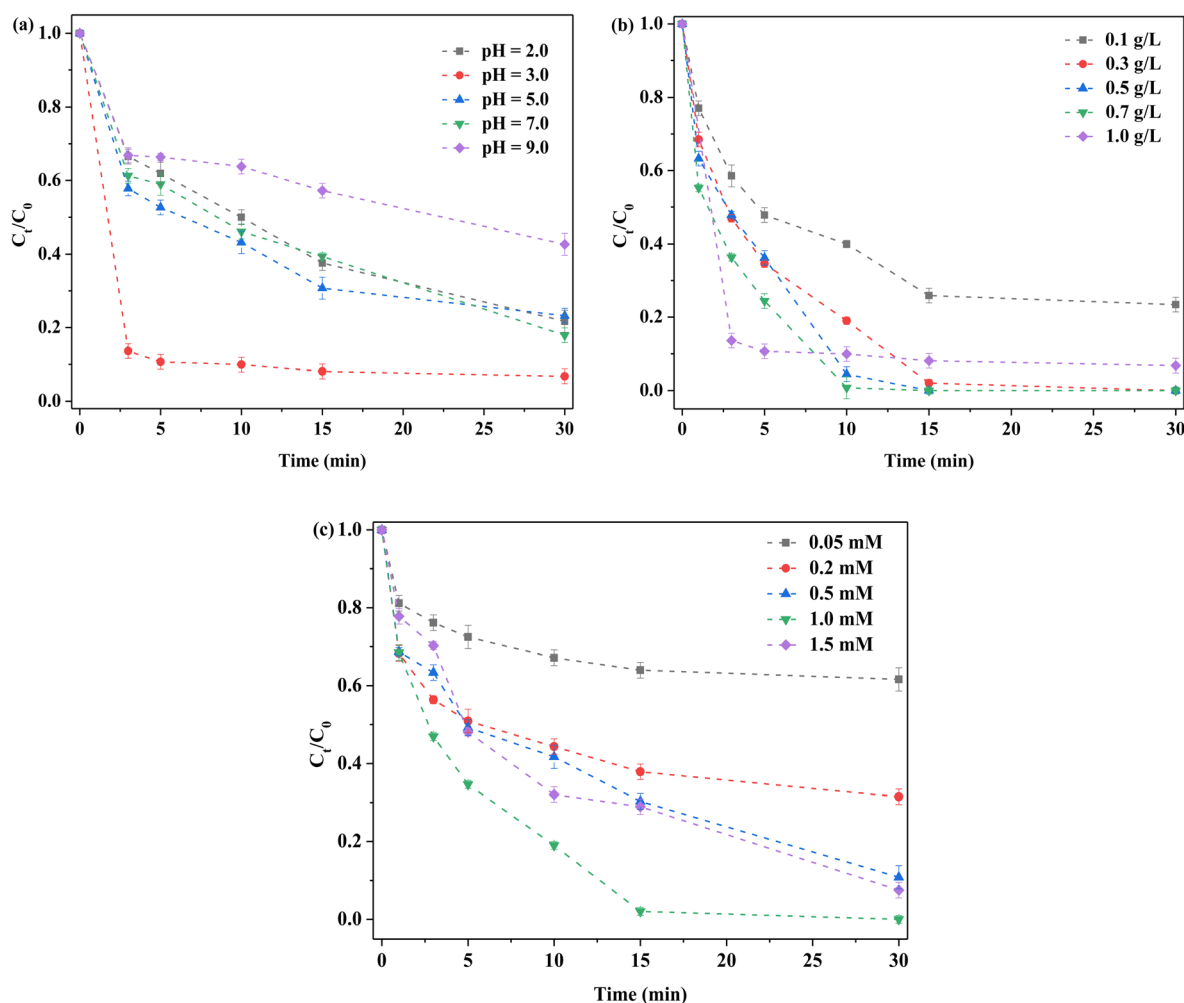 (a)
1.0
0.8
0.6
0.4
0.2
0.0
C_t/C_0
0 5 10 15 20 25 30
Time (min)
pH = 2.0
pH = 3.0
pH = 5.0
pH = 7.0
pH = 9.0
(b)
1.0
0.8
0.6
0.4
0.2
0.0
C_t/C_0
0 5 10 15 20 25 30
Time (min)
0.1 g/L
0.3 g/L
0.5 g/L
0.7 g/L
1.0 g/L
(c)
1.0
0.8
0.6
0.4
0.2
0.0
C_t/C_0
0 5 10 15 20 25 30
Time (min)
0.05 mM
0.2 mM
0.5 mM
1.0 mM
1.5 mM